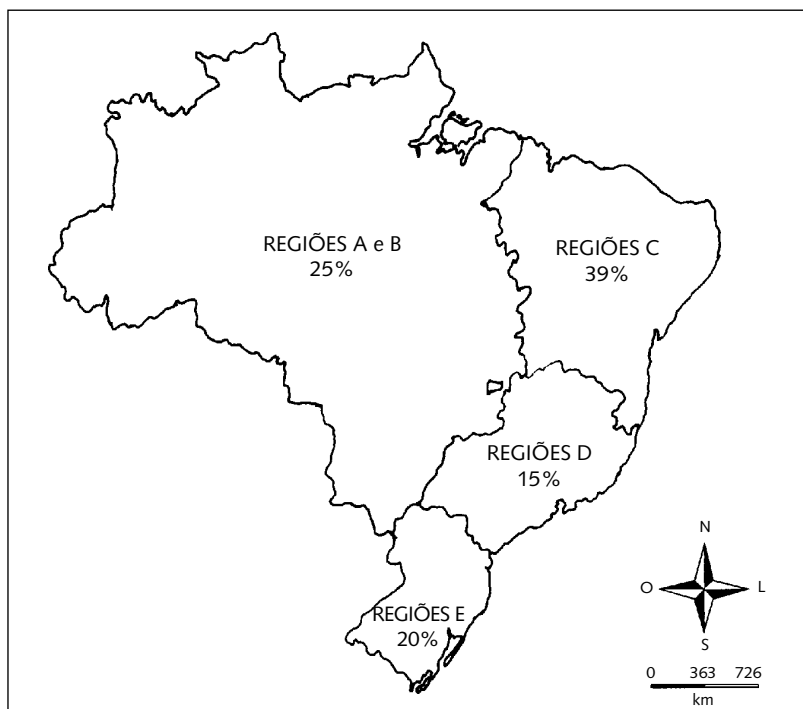 REGIÕES A e B
25%
REGIÕES C
39%
REGIÕES D
15%
REGIÕES E
20%
N
O
L
S
0 363 726
km